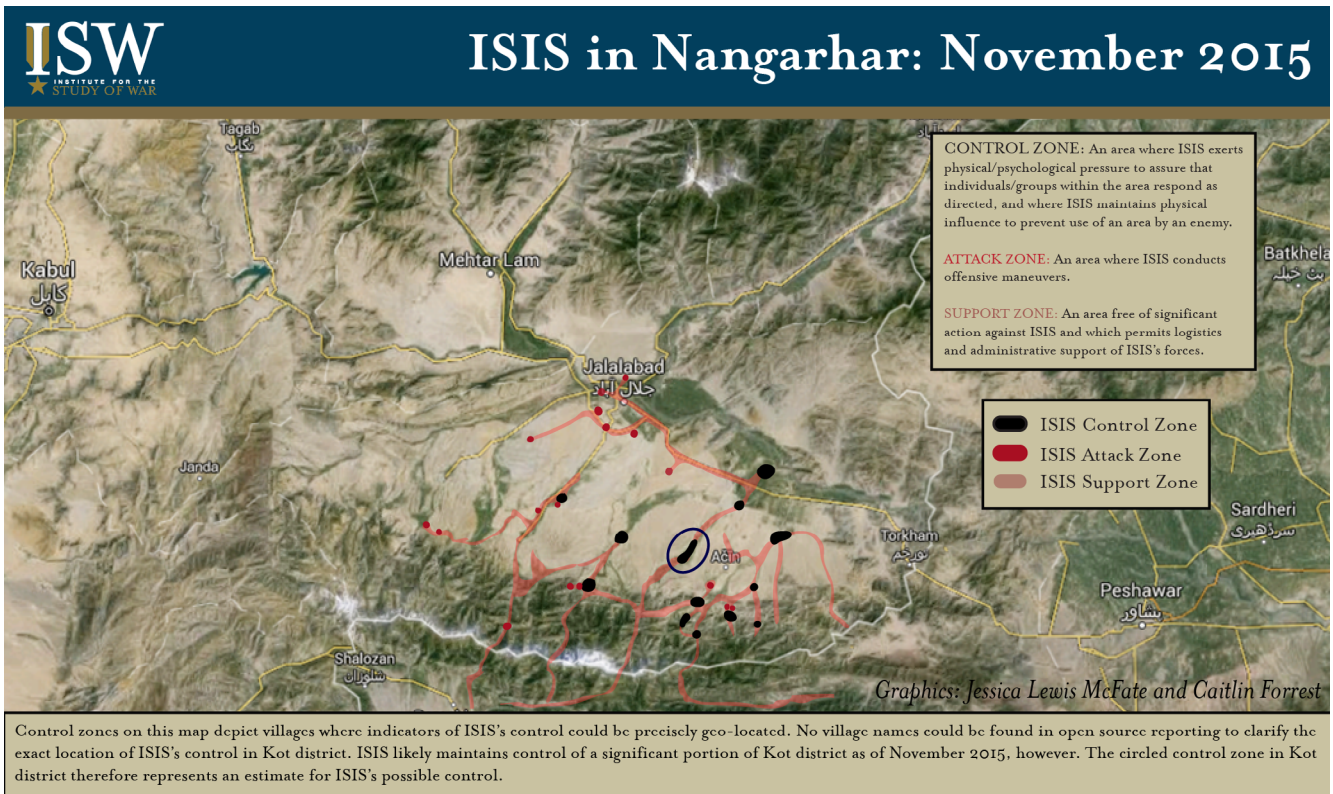 ISW
INSTITUTE FOR THE
STUDY OF WAR
ISIS in Nangarhar: November 2015
Tagab
تگاب
CONTROL ZONE: An area where ISIS exerts
physical/psychological pressure to assure that
individuals/groups within the area respond as
directed, and where ISIS maintains physical
influence to prevent use of an area by an enemy.
ATTACK ZONE: An area where ISIS conducts
offensive maneuvers.
SUPPORT ZONE: An area free of significant
action against ISIS and which permits logistics
and administrative support of ISIS's forces.
Kabul
کابل
Mehtar Lam
Batkhela
بٹ خیلہ
Jalalabad
جلال آباد
ISIS Control Zone
ISIS Attack Zone
ISIS Support Zone
Janda
Sardheri
سرڈھیری
Torkham
تورخم
Ačin
Peshawar
پشاور
Shalozan
شلوزان
Graphics: Jessica Lewis McFate and Caitlin Forrest
Control zones on this map depict villages where indicators of ISIS's control could be precisely geo-located. No village names could be found in open source reporting to clarify the
exact location of ISIS's control in Kot district. ISIS likely maintains control of a significant portion of Kot district as of November 2015, however. The circled control zone in Kot
district therefore represents an estimate for ISIS's possible control.